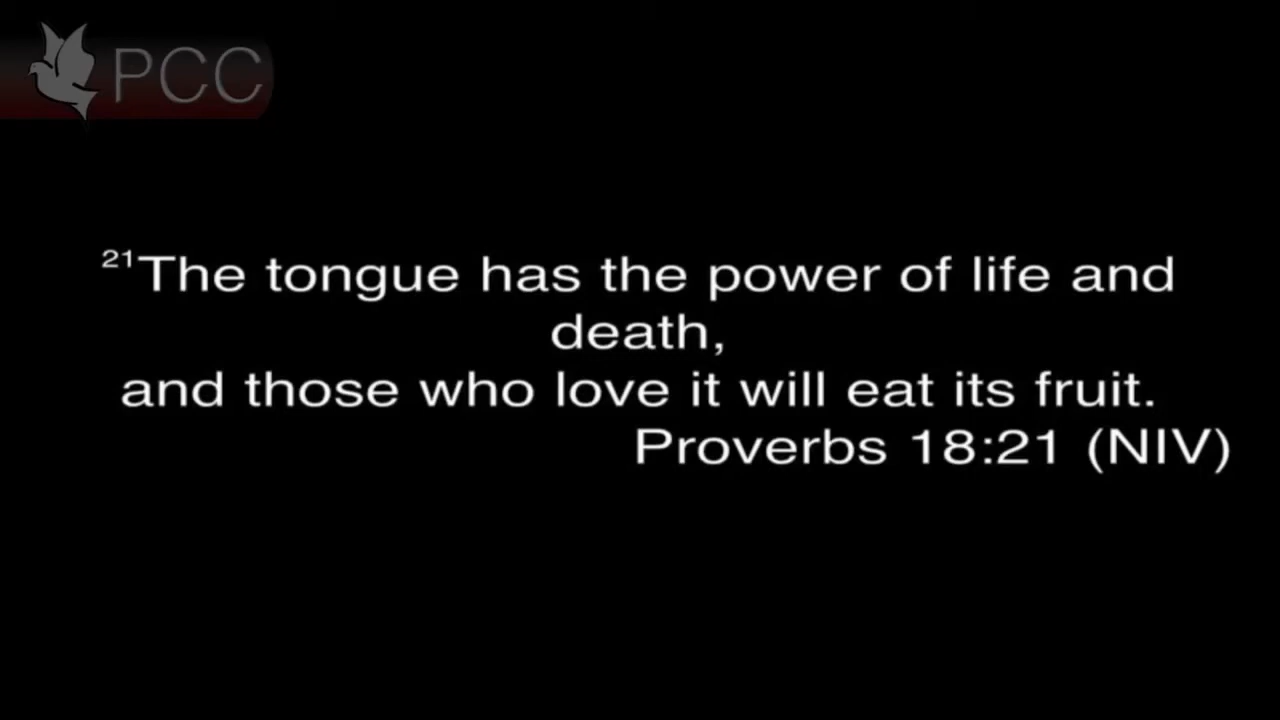 PCC
²¹The tongue has the power of life and
death,
and those who love it will eat its fruit.
Proverbs 18:21 (NIV)